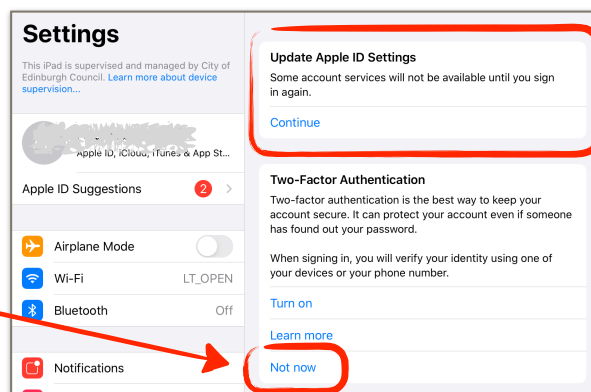 Settings
This iPad is supervised and managed by City of
Edinburgh Council. Learn more about device
supervision...
Apple ID, iCloud, iTunes & App St...
Apple ID Suggestions 2
Airplane Mode
Wi-Fi LT_OPEN
Bluetooth Off
Notifications
Update Apple ID Settings
Some account services will not be available until you sign
in again.
Continue
Two-Factor Authentication
Two-factor authentication is the best way to keep your
account secure. It can protect your account even if someone
has found out your password.
When signing in, you will verify your identity using one of
your devices or your phone number.
Turn on
Learn more
Not now